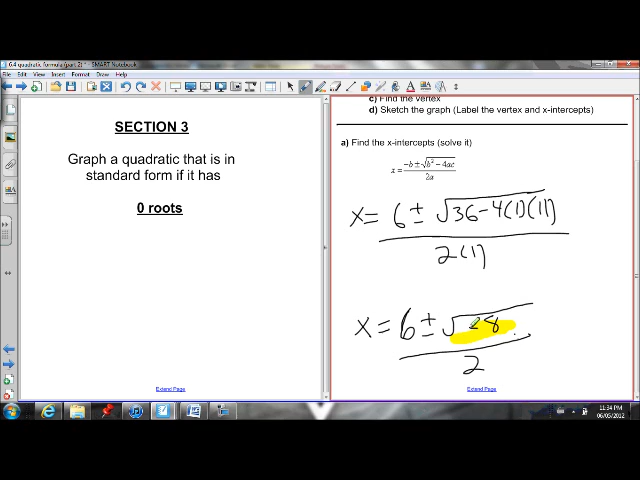 6.4 quadratic formula (part 2) - SMART Notebook
File Edit View Insert Format Draw Help
SECTION 3
Graph a quadratic that is in
standard form if it has
0 roots
Extend Page
c) Find the vertex
d) Sketch the graph (Label the vertex and x-intercepts)
a) Find the x-intercepts (solve it)
x = -b ± √b² - 4ac
2a
x = 6 ± √36 - 4(1)(11)
2(1)
x = 6 ± √-8
2
Extend Page
11:34 PM
06/05/2012